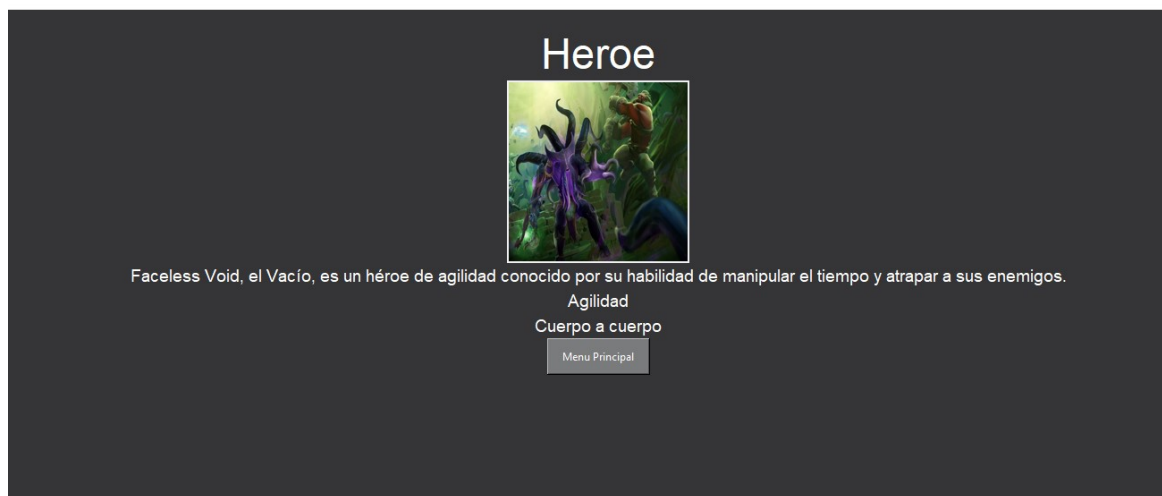 Heroe
Faceless Void, el Vacío, es un héroe de agilidad conocido por su habilidad de manipular el tiempo y atrapar a sus enemigos.
Agilidad
Cuerpo a cuerpo
Menu Principal